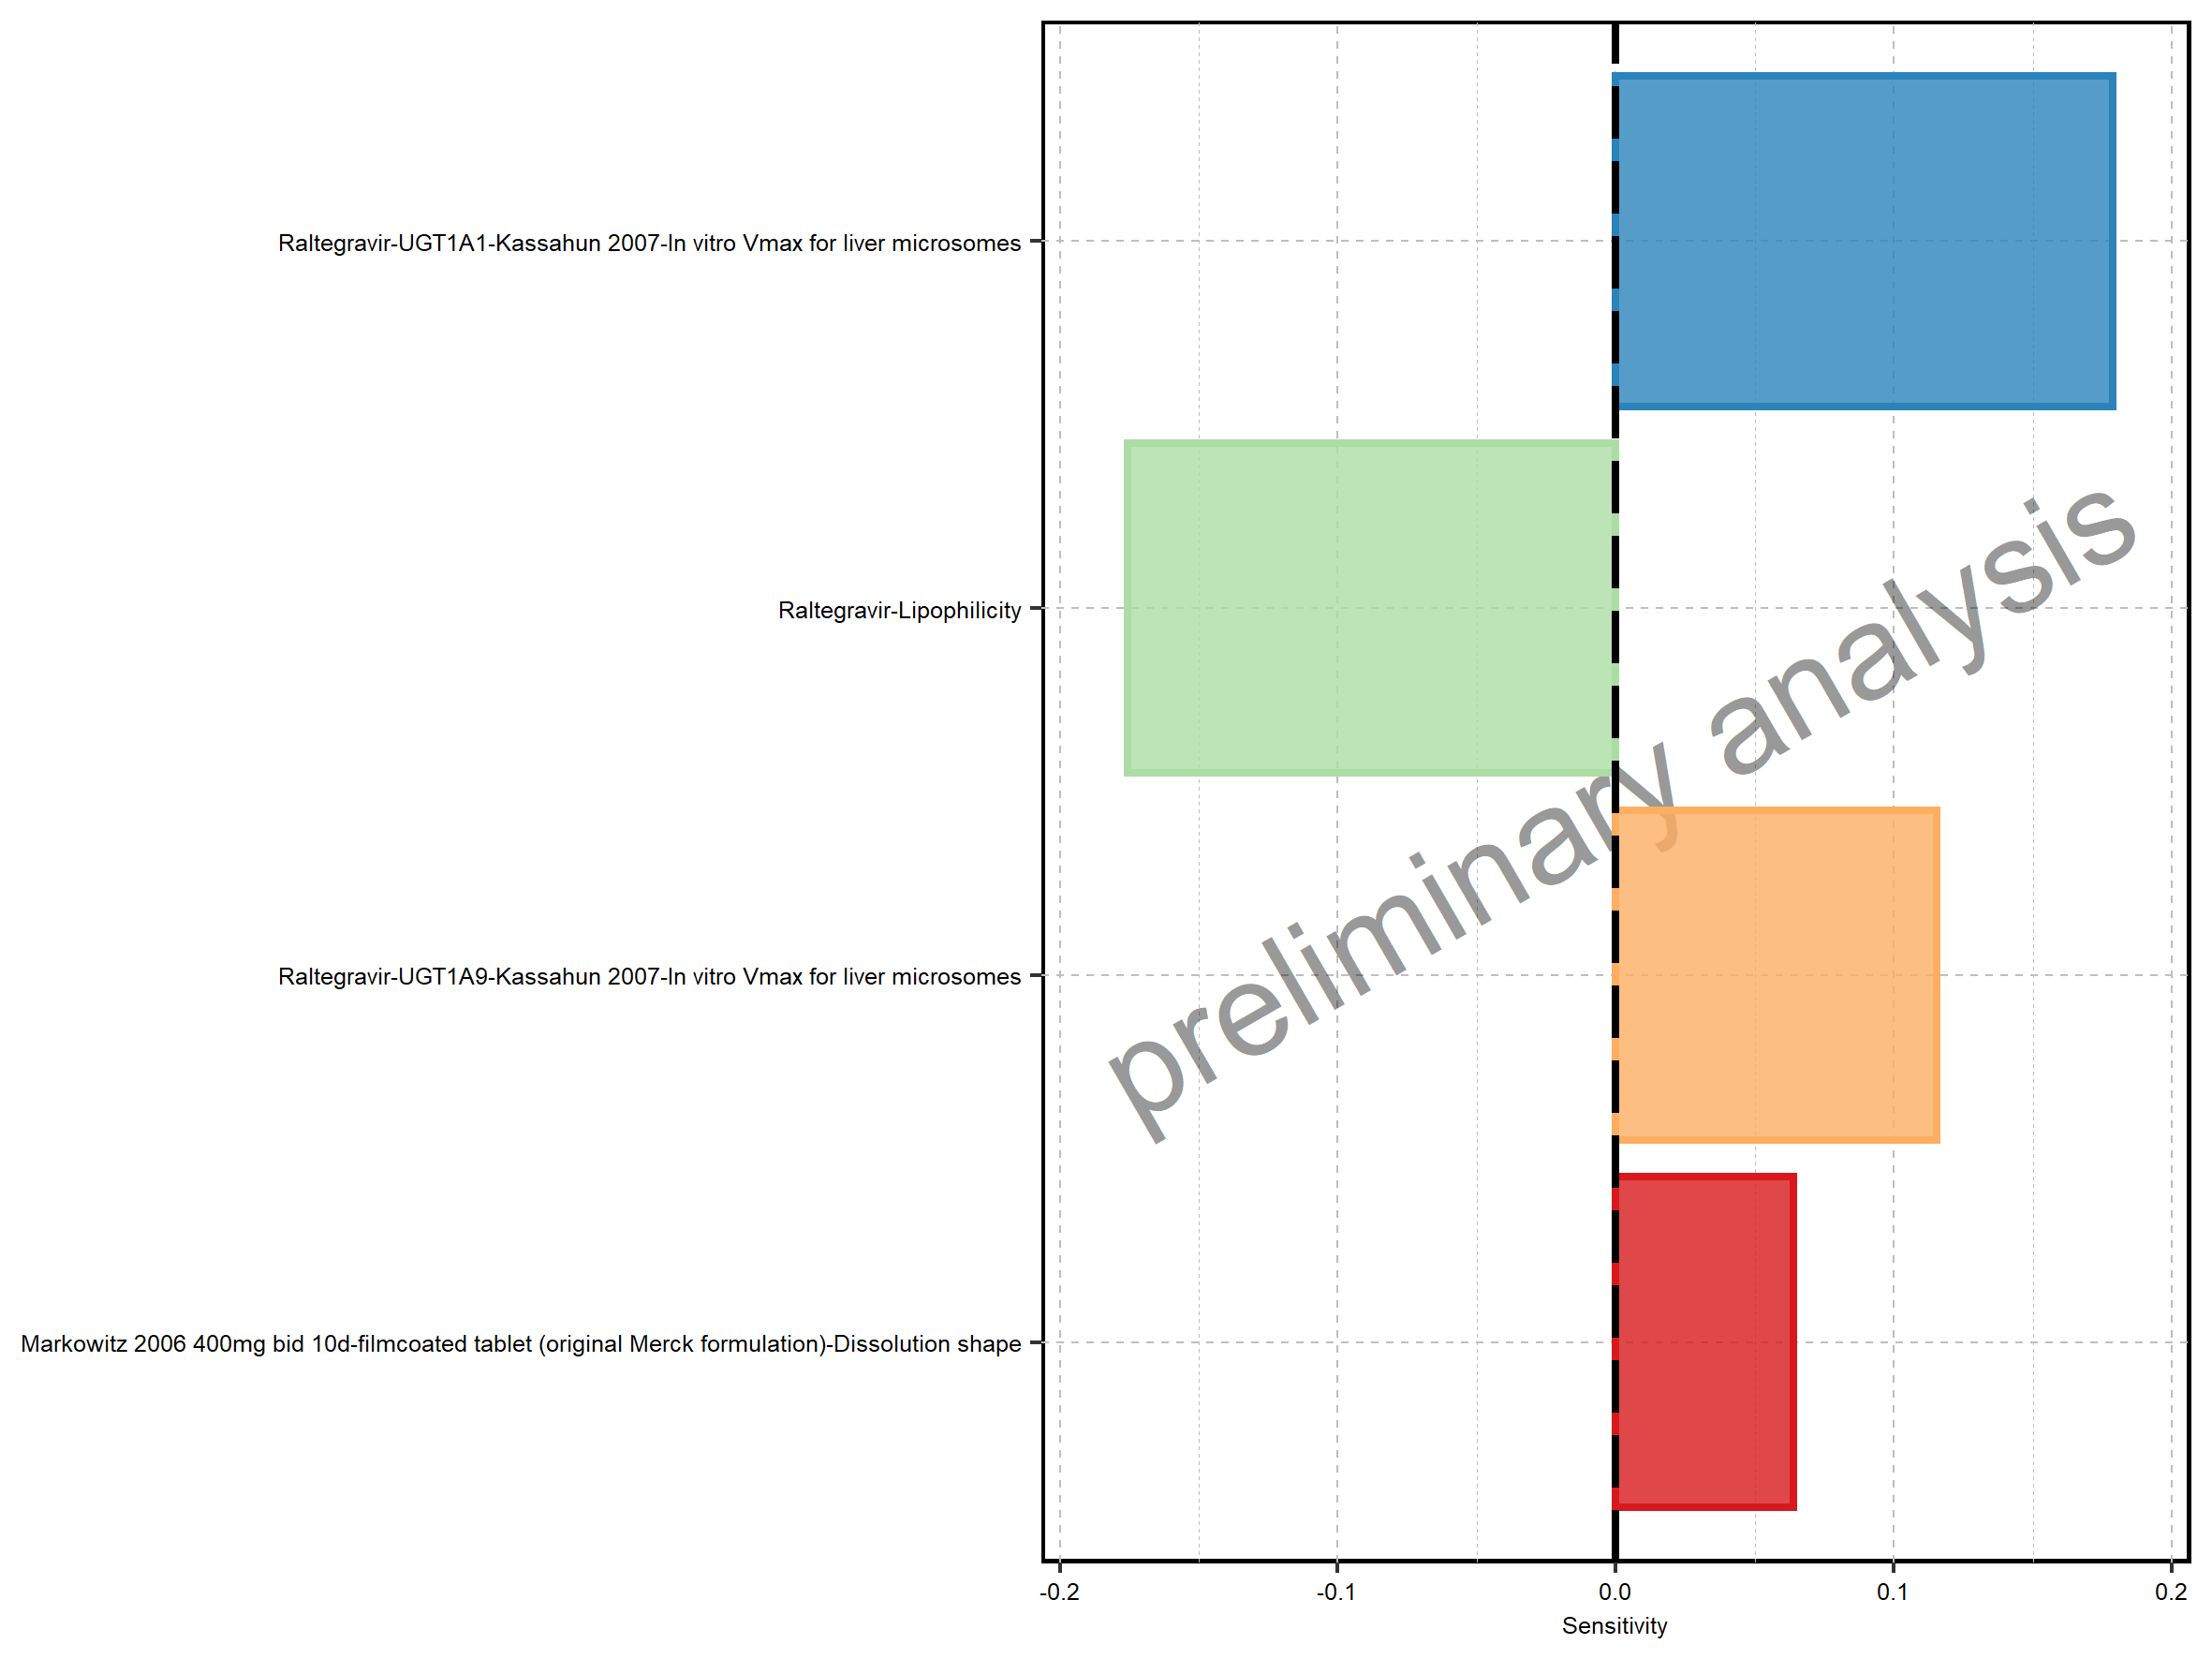 Raltegravir-UGT1A1-Kassahun 2007-In vitro Vmax for liver microsomes
Raltegravir-Lipophilicity
Raltegravir-UGT1A9-Kassahun 2007-In vitro Vmax for liver microsomes
Markowitz 2006 400mg bid 10d-filmcoated tablet (original Merck formulation)-Dissolution shape
preliminary analysis
-0.2 -0.1 0.0 0.1 0.2
Sensitivity